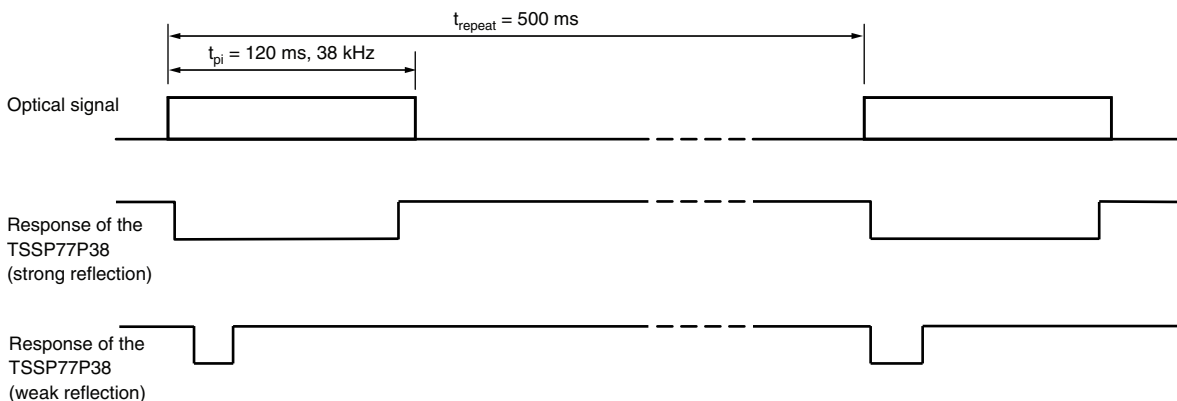 t_repeat = 500 ms
t_pi = 120 ms, 38 kHz
Optical signal
Response of the
TSSP77P38
(strong reflection)
Response of the
TSSP77P38
(weak reflection)